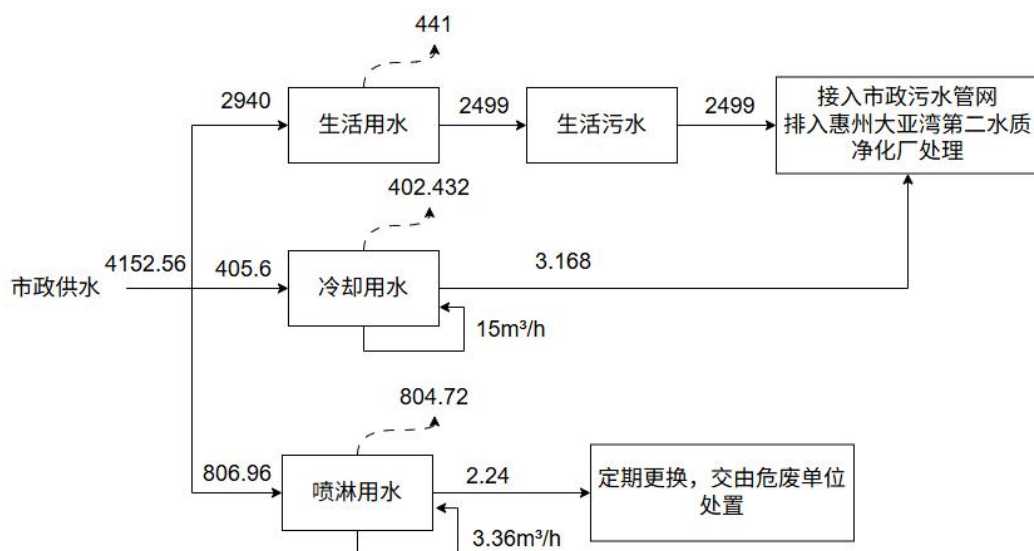 441
2940
生活用水
2499
生活污水
2499
接入市政污水管网
排入惠州大亚湾第二水质
净化厂处理
402.432
市政供水
4152.56
405.6
冷却用水
3.168
15m³/h
804.72
806.96
喷淋用水
2.24
定期更换，交由危废单位
处置
3.36m³/h